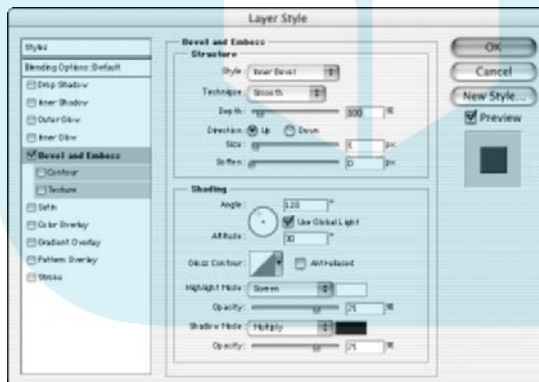 Layer Style
Styles
Blending Options: Default
Drop Shadow
Inner Shadow
Outer Glow
Inner Glow
Bevel and Emboss
Contour
Texture
Satin
Color Overlay
Gradient Overlay
Pattern Overlay
Stroke
Bevel and Emboss
Structure
Style: Inner Bevel
Technique: Smooth
Depth: 100 %
Direction: Up Down
Size: px
Soften: 0 px
Shading
Angle: 120 °
Use Global Light
Altitude: 30 °
Gloss Contour: Anti-aliased
Highlight Mode: Screen
Opacity: 75 %
Shadow Mode: Multiply
Opacity: 75 %
OK
Cancel
New Style...
Preview